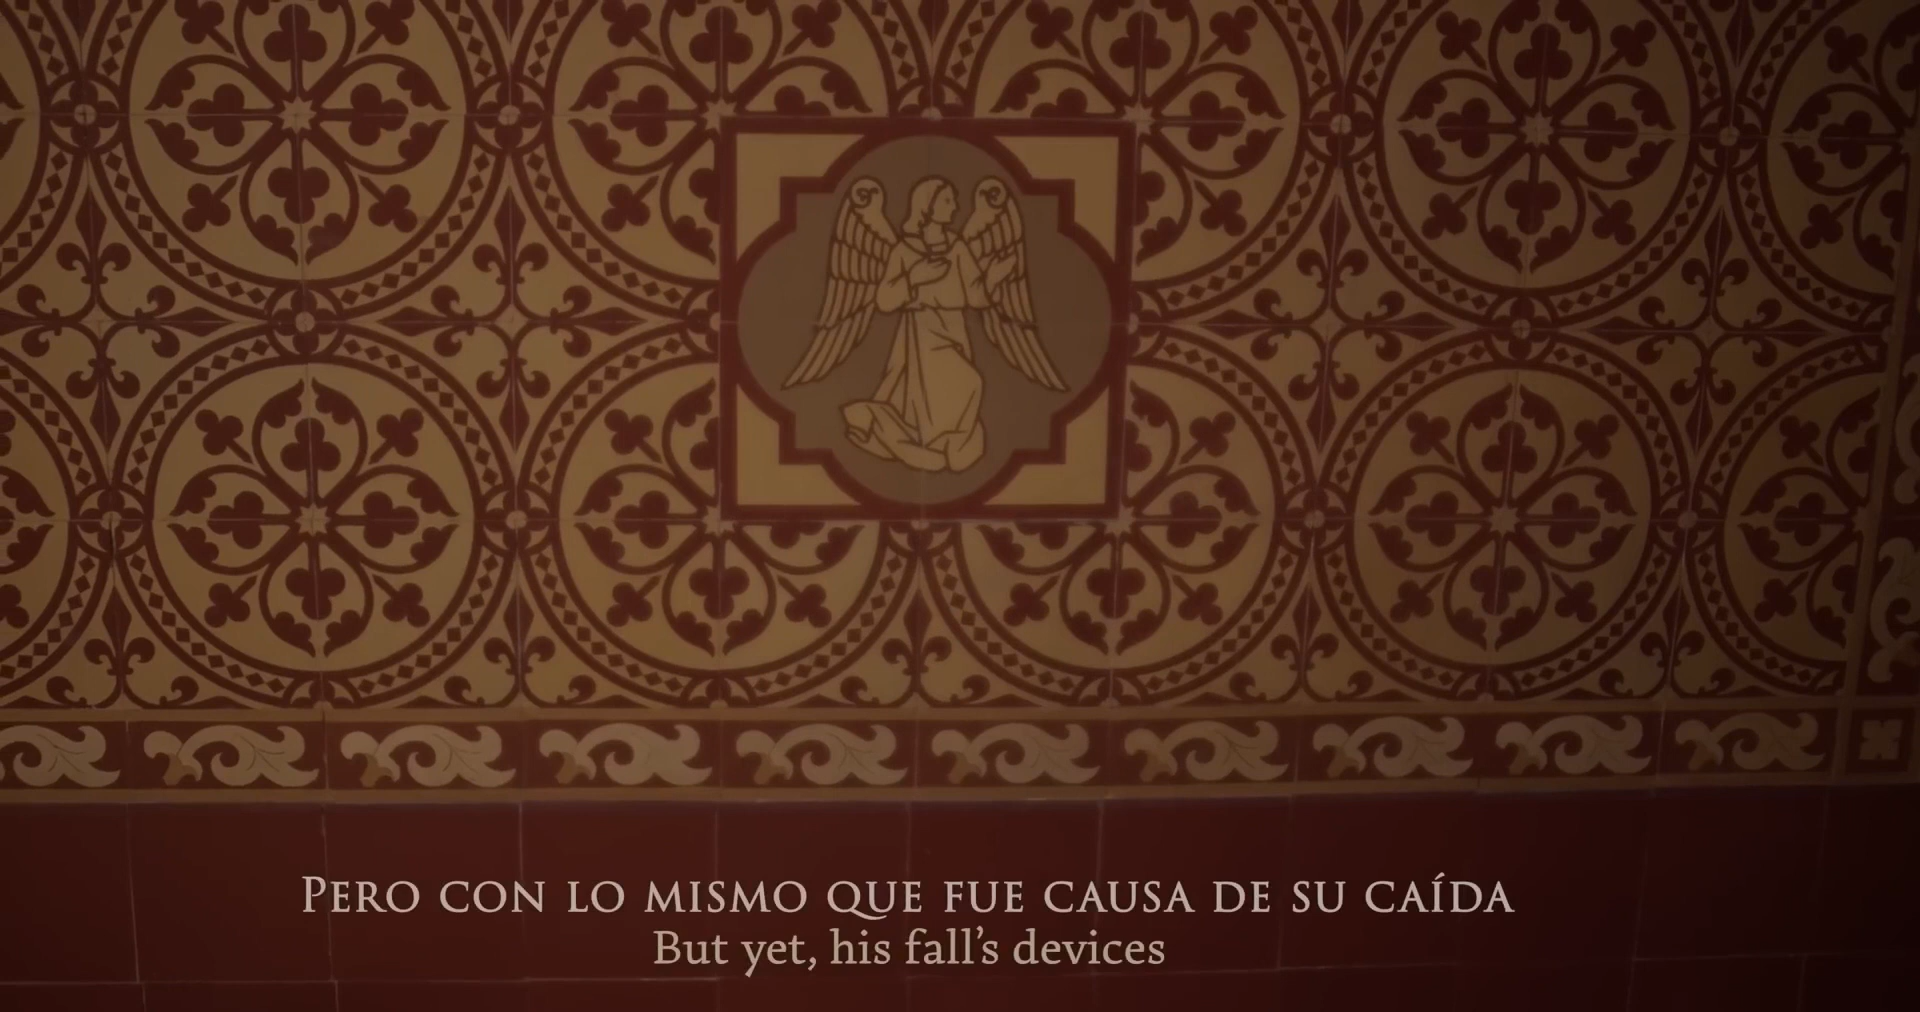 Pero con lo mismo que fue causa de su caída
But yet, his fall's devices